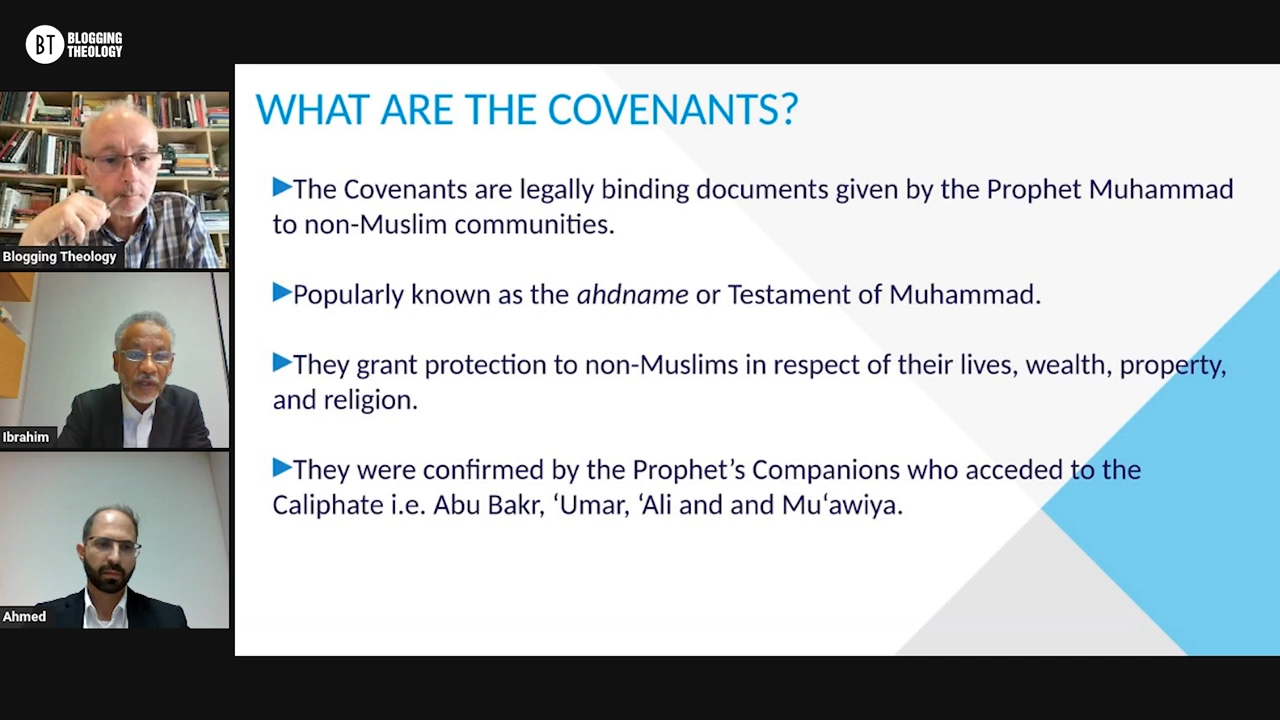 BT BLOGGING
THEOLOGY
WHAT ARE THE COVENANTS?
▶The Covenants are legally binding documents given by the Prophet Muhammad
to non-Muslim communities.
▶Popularly known as the ahdname or Testament of Muhammad.
▶They grant protection to non-Muslims in respect of their lives, wealth, property,
and religion.
▶They were confirmed by the Prophet’s Companions who acceded to the
Caliphate i.e. Abu Bakr, ‘Umar, ‘Ali and and Mu‘awiya.
Blogging Theology
Ibrahim
Ahmed